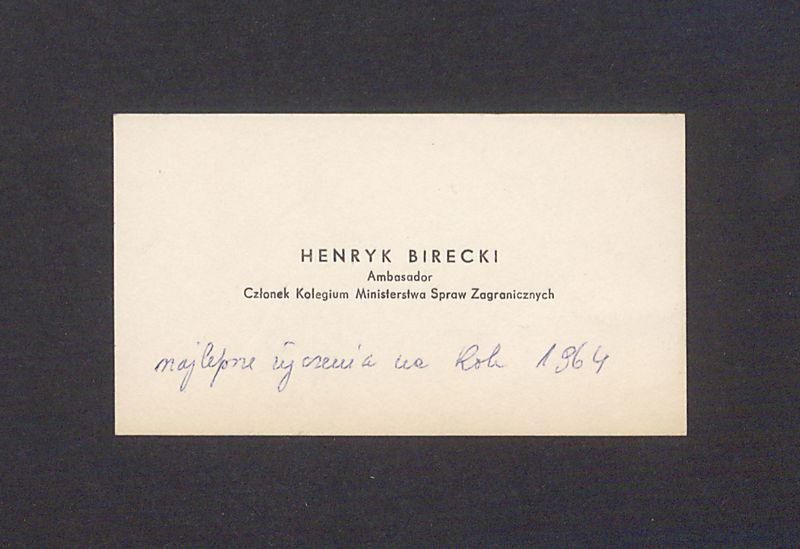 HENRYK BIRECKI
Ambasador
Członek Kolegium Ministerstwa Spraw Zagranicznych
najlepsze życzenia na Rok 1964